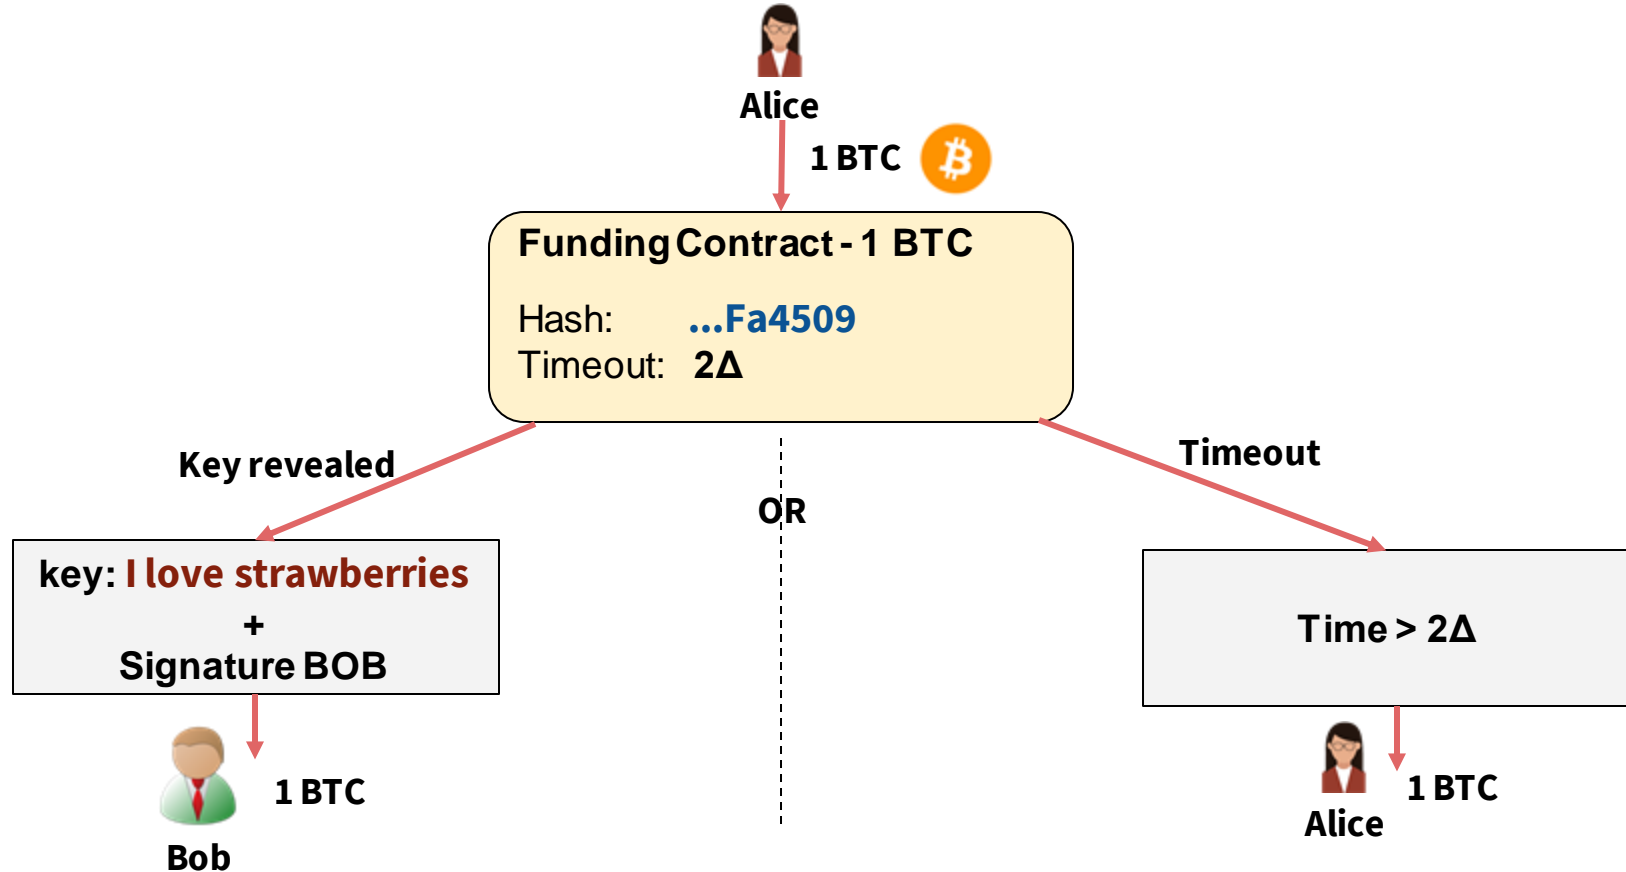 Alice
1 BTC
Funding Contract - 1 BTC
Hash: ...Fa4509
Timeout: 2Δ
Key revealed
Timeout
OR
key: I love strawberries
+
Signature BOB
Time > 2Δ
1 BTC
Bob
1 BTC
Alice